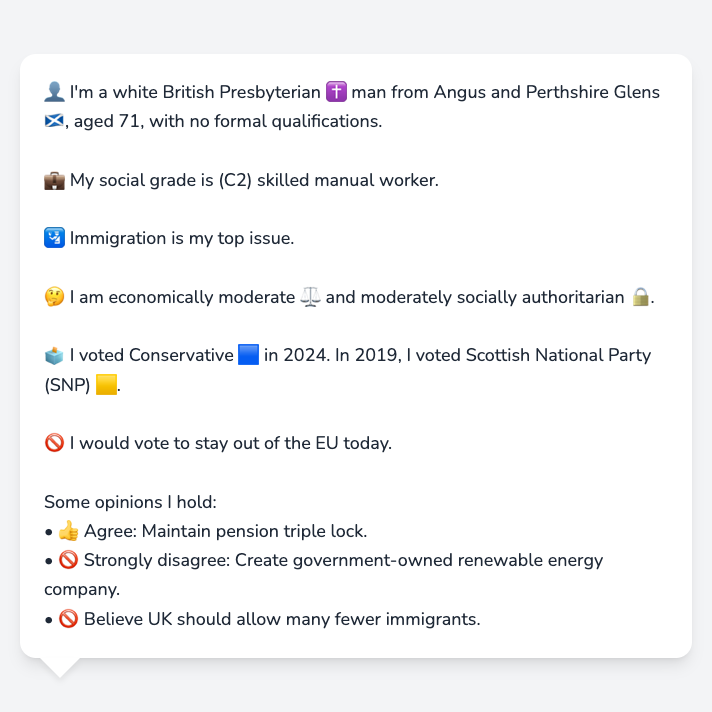 👤 I'm a white British Presbyterian ✝️ man from Angus and Perthshire Glens
🏴󠁧󠁢󠁳󠁣󠁴󠁿, aged 71, with no formal qualifications.
💼 My social grade is (C2) skilled manual worker.
🛂 Immigration is my top issue.
🤔 I am economically moderate ⚖️ and moderately socially authoritarian 🔒.
🗳️ I voted Conservative 🟦 in 2024. In 2019, I voted Scottish National Party
(SNP) 🟨.
🚫 I would vote to stay out of the EU today.
Some opinions I hold:
• 👍 Agree: Maintain pension triple lock.
• 🚫 Strongly disagree: Create government-owned renewable energy
company.
• 🚫 Believe UK should allow many fewer immigrants.